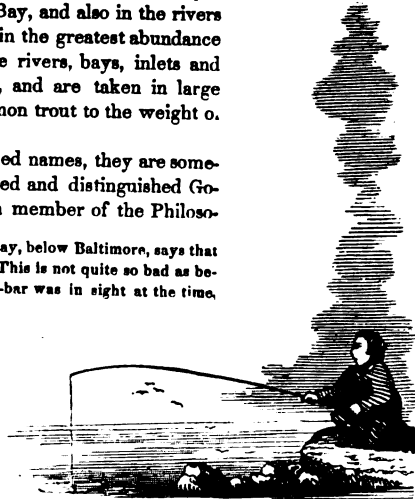 Bay, and also in the rivers
in the greatest abundance
e rivers, bays, inlets and
, and are taken in large
mon trout to the weight o.
ed names, they are some-
ed and distinguished Go-
a member of the Philoso-
ay, below Baltimore, says that
This is not quite so bad as be-
-bar was in sight at the time,